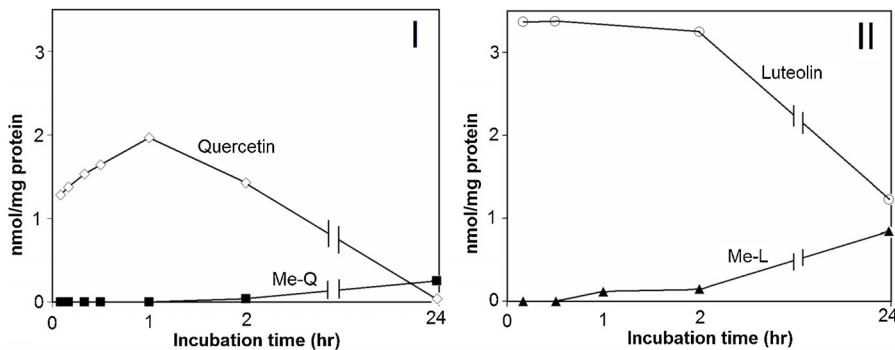 I
3
2
1
0
nmol/mg protein
Quercetin
Me-Q
0
1
2
24
Incubation time (hr)
II
3
2
1
0
nmol/mg protein
Luteolin
Me-L
0
1
2
24
Incubation time (hr)